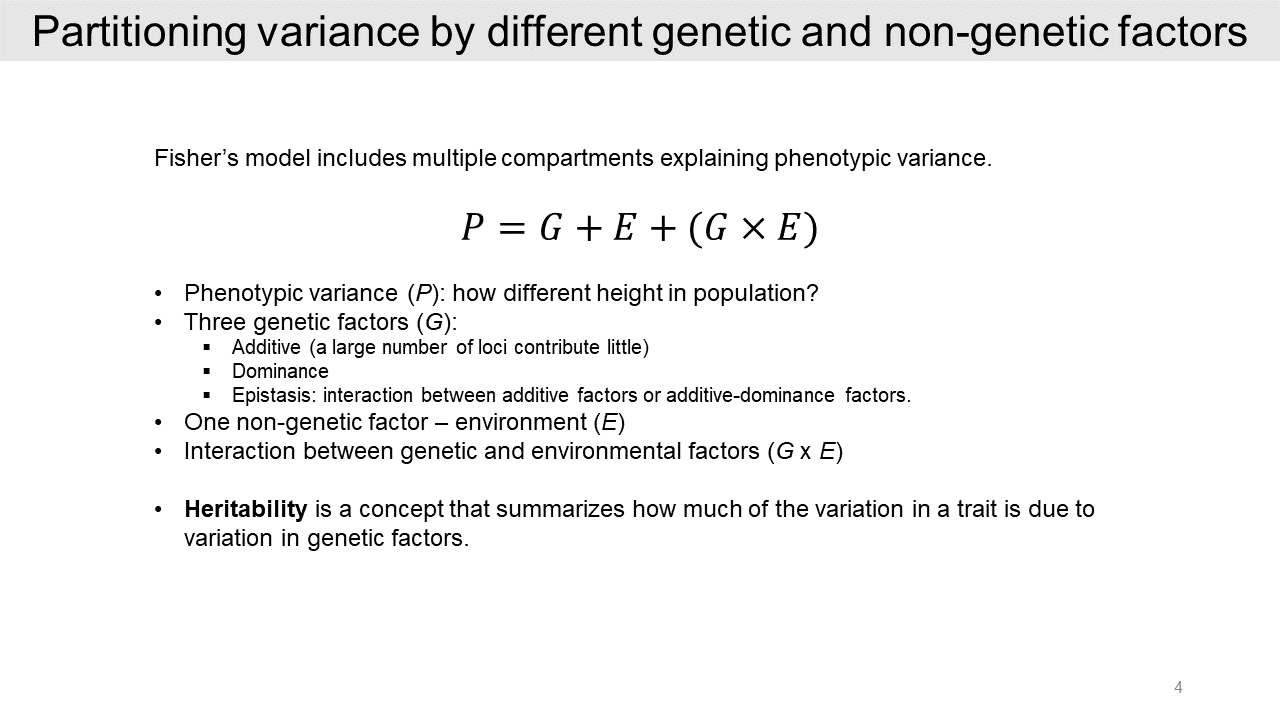 Partitioning variance by different genetic and non-genetic factors
Fisher’s model includes multiple compartments explaining phenotypic variance.
𝑃 = 𝐺 + 𝐸 + (𝐺 × 𝐸)
• Phenotypic variance (P): how different height in population?
• Three genetic factors (G):
▪ Additive (a large number of loci contribute little)
▪ Dominance
▪ Epistasis: interaction between additive factors or additive-dominance factors.
• One non-genetic factor – environment (E)
• Interaction between genetic and environmental factors (G x E)
• Heritability is a concept that summarizes how much of the variation in a trait is due to
variation in genetic factors.
4